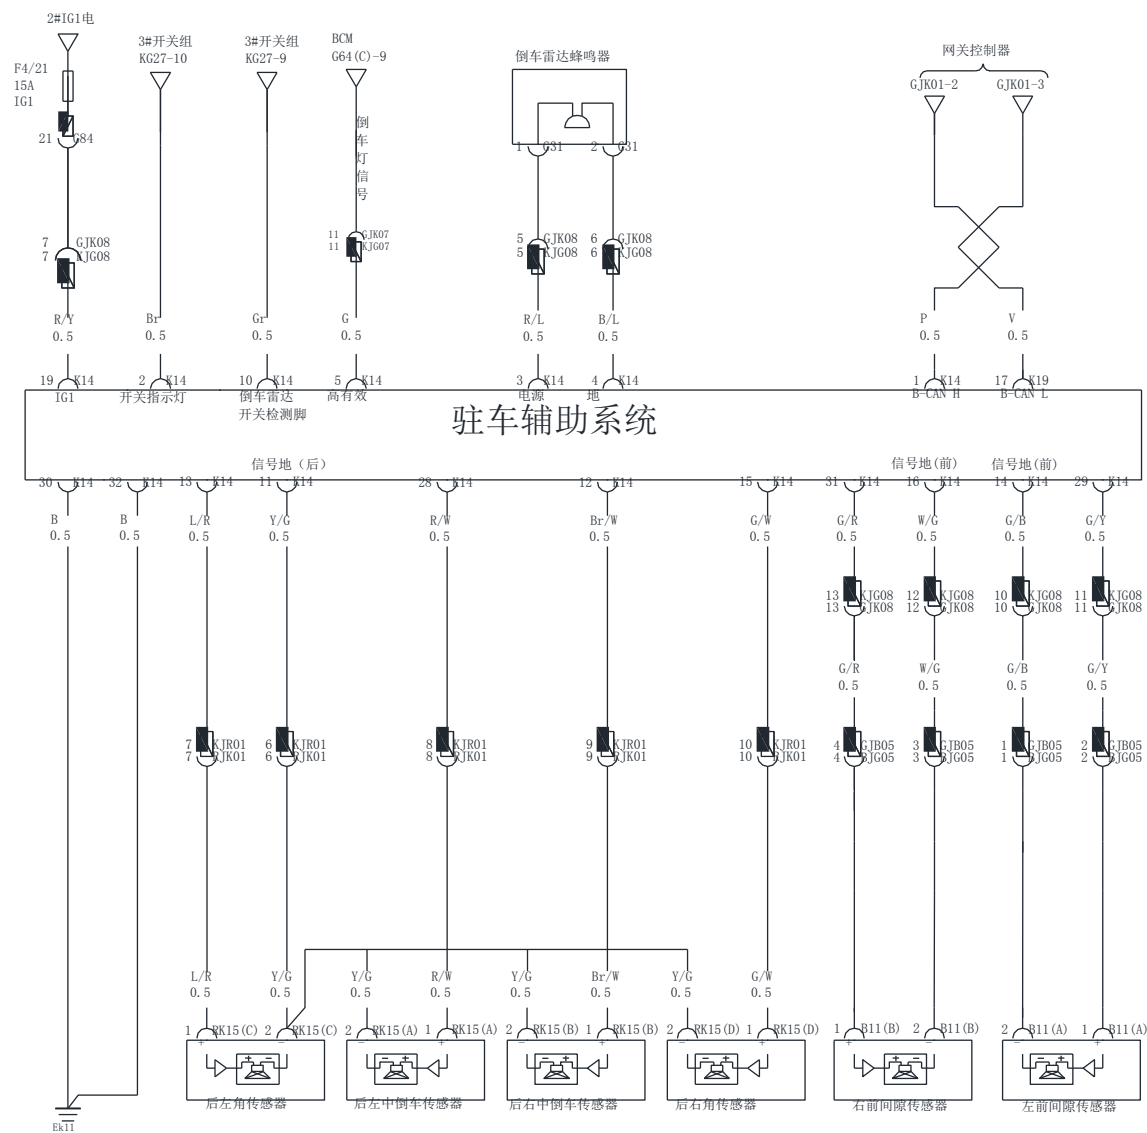 2#IG1电
3#开关组
KG27-10
3#开关组
KG27-9
BCM
G64(C)-9
倒车雷达蜂鸣器
网关控制器
GJK01-2
GJK01-3
F4/21
15A
IG1
21 G84
倒车灯信号
1 G31
2 G31
7 GJK08
7 KJG08
11 GJK07
11 KJG07
5 GJK08
5 KJG08
6 GJK08
6 KJG08
R/Y
0.5
Br
0.5
Gr
0.5
G
0.5
R/L
0.5
B/L
0.5
P
0.5
V
0.5
19 K14
2 K14
10 K14
5 K14
3 K14
4 K14
1 K14
17 K19
IG1
开关指示灯
倒车雷达
开关检测脚
高有效
电源
地
B-CAN H
B-CAN L
驻车辅助系统
信号地（后）
信号地(前)
信号地(前)
30 K14
32 K14
13 K14
11 K14
28 K14
12 K14
15 K14
31 K14
16 K14
14 K14
29 K14
B
0.5
B
0.5
L/R
0.5
Y/G
0.5
R/W
0.5
Br/W
0.5
G/W
0.5
G/R
0.5
W/G
0.5
G/B
0.5
G/Y
0.5
13 KJG08
13 GJK08
12 KJG08
12 GJK08
10 KJG08
10 GJK08
11 KJG08
11 GJK08
G/R
0.5
W/G
0.5
G/B
0.5
G/Y
0.5
7 KJR01
7 RJK01
6 KJR01
6 RJK01
8 KJR01
8 RJK01
9 KJR01
9 RJK01
10 KJR01
10 RJK01
4 GJB05
4 BJG05
3 GJB05
3 BJG05
1 GJB05
1 BJG05
2 GJB05
2 BJG05
L/R
0.5
Y/G
0.5
Y/G
0.5
R/W
0.5
Y/G
0.5
Br/W
0.5
Y/G
0.5
G/W
0.5
1 RK15(C)
2 RK15(C)
2 RK15(A)
1 RK15(A)
2 RK15(B)
1 RK15(B)
2 RK15(D)
1 RK15(D)
1 B11(B)
2 B11(B)
2 B11(A)
1 B11(A)
后左角传感器
后左中倒车传感器
后右中倒车传感器
后右角传感器
右前间隙传感器
左前间隙传感器
Ek11